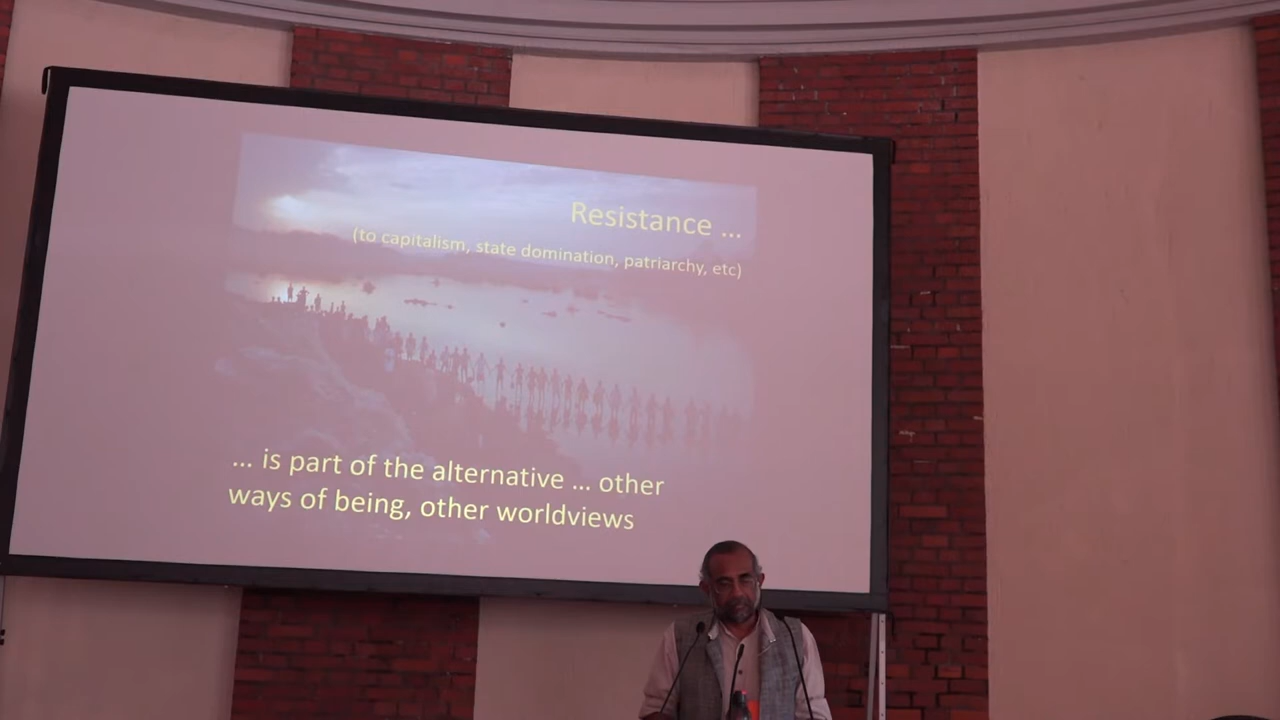 Resistance ...
(to capitalism, state domination, patriarchy, etc)
... is part of the alternative ... other
ways of being, other worldviews